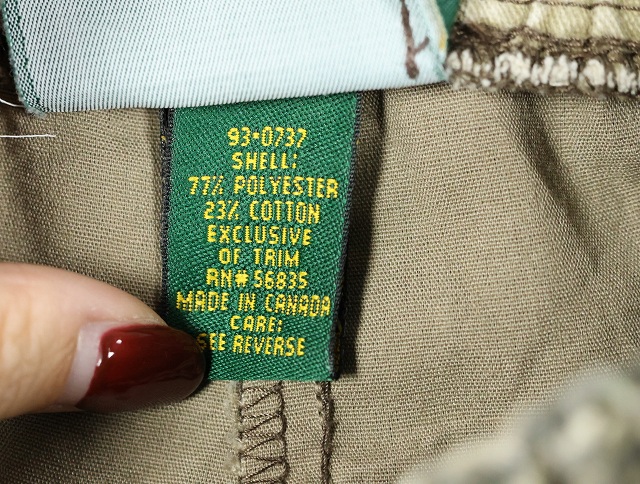 93-0737
SHELL:
77% POLYESTER
23% COTTON
EXCLUSIVE
OF TRIM
RN# 56835
MADE IN CANADA
CARE:
SEE REVERSE